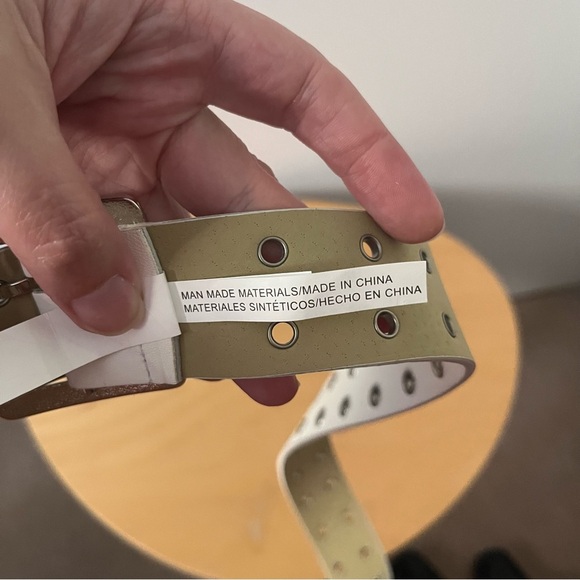 MAN MADE MATERIALS/MADE IN CHINA
MATERIALES SINTÉTICOS/HECHO EN CHINA